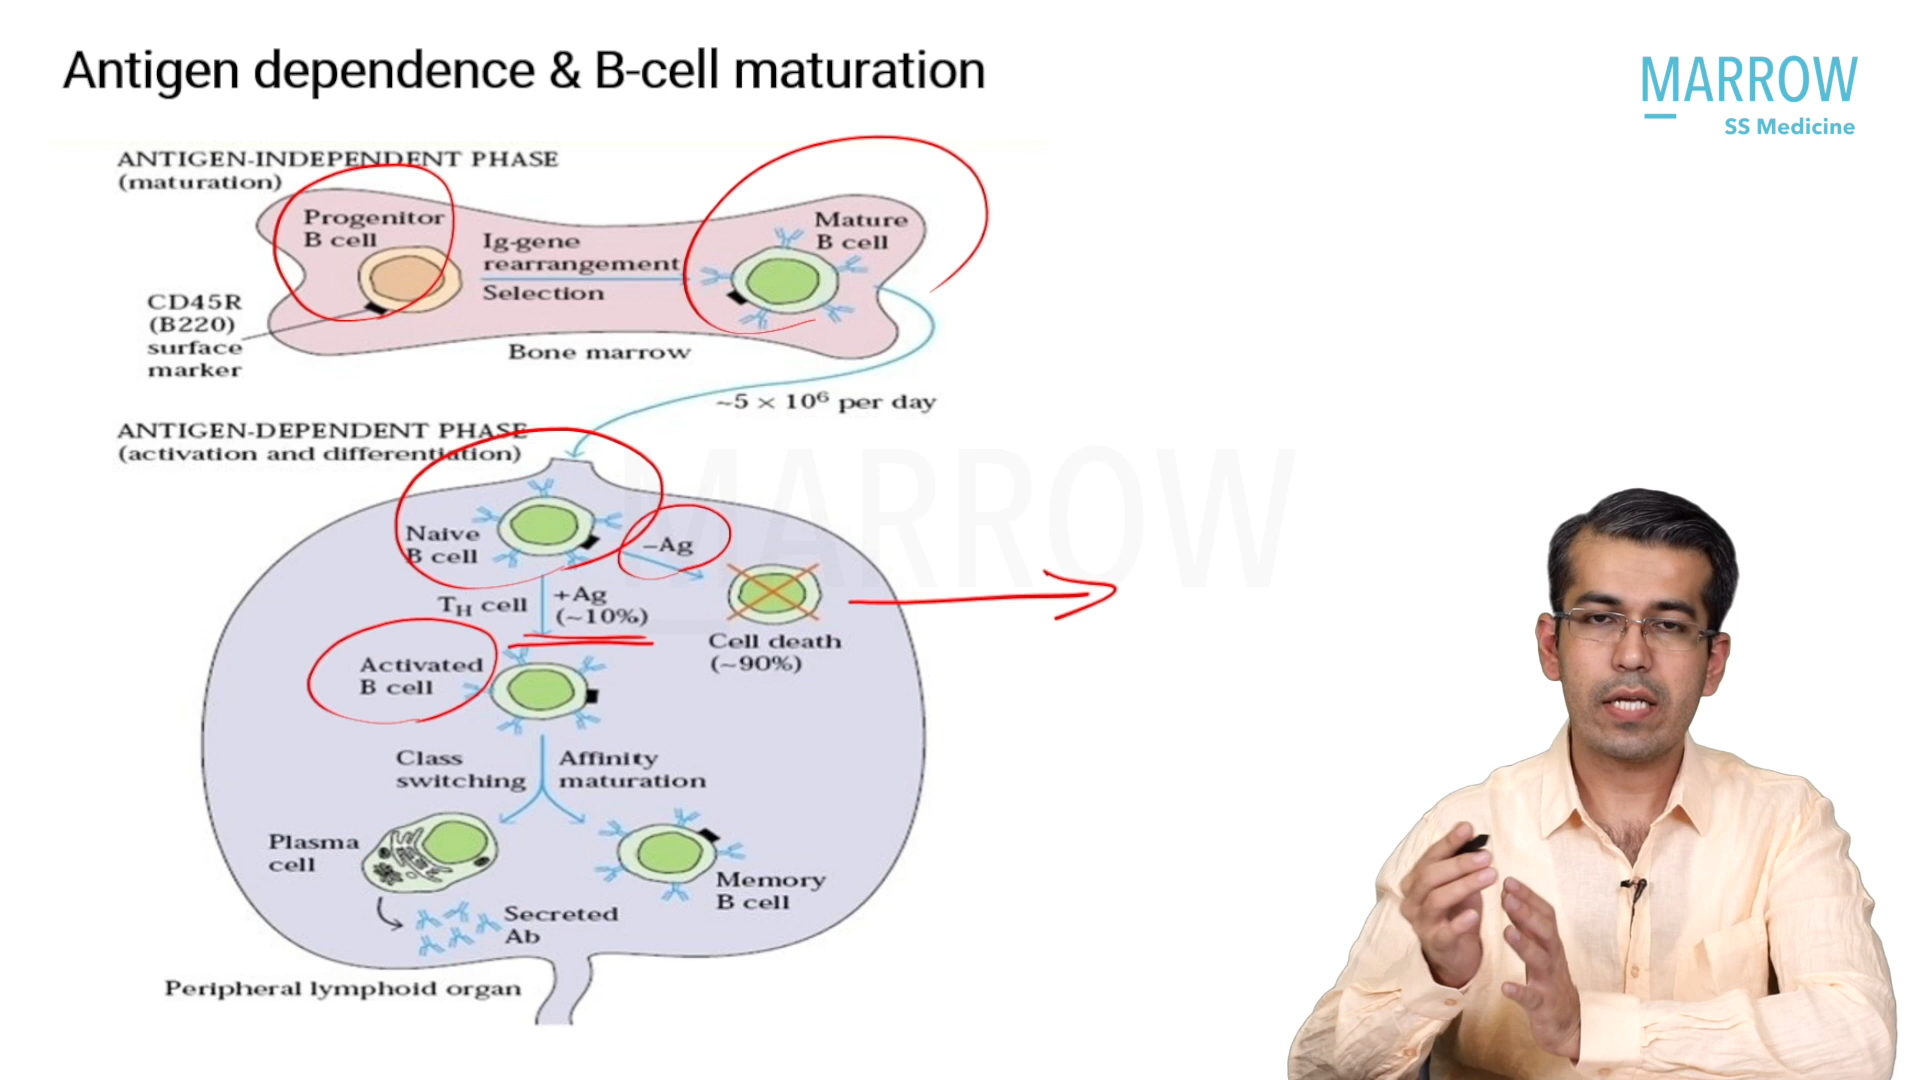 Antigen dependence & B-cell maturation
MARROW
SS Medicine
ANTIGEN-INDEPENDENT PHASE
(maturation)
Progenitor
B cell
Ig-gene
rearrangement
Selection
Mature
B cell
CD45R
(B220)
surface
marker
Bone marrow
~5 × 10⁶ per day
ANTIGEN-DEPENDENT PHASE
(activation and differentiation)
MARROW
Naive
B cell
–Ag
TH cell
+Ag
(~10%)
Cell death
(~90%)
Activated
B cell
Class
switching
Affinity
maturation
Plasma
cell
Memory
B cell
Secreted
Ab
Peripheral lymphoid organ